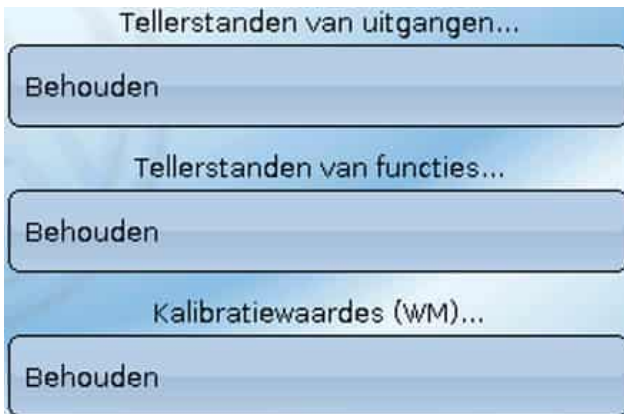 Tellerstanden van uitgangen...
Behouden
Tellerstanden van functies...
Behouden
Kalibratiewaardes (WM)...
Behouden